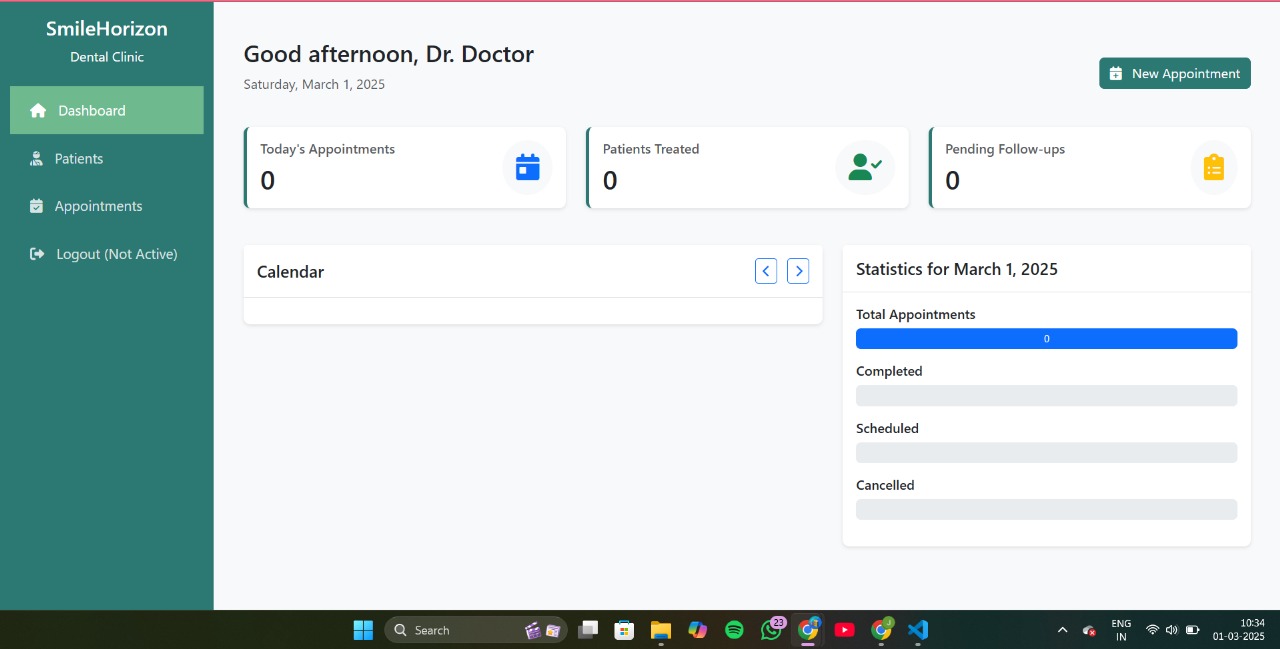 SmileHorizon
Dental Clinic
Dashboard
Patients
Appointments
Logout (Not Active)
Good afternoon, Dr. Doctor
Saturday, March 1, 2025
New Appointment
Today's Appointments
0
Patients Treated
0
Pending Follow-ups
0
Calendar
Statistics for March 1, 2025
Total Appointments
0
Completed
Scheduled
Cancelled
Search
23
ENG
IN
10:34
01-03-2025